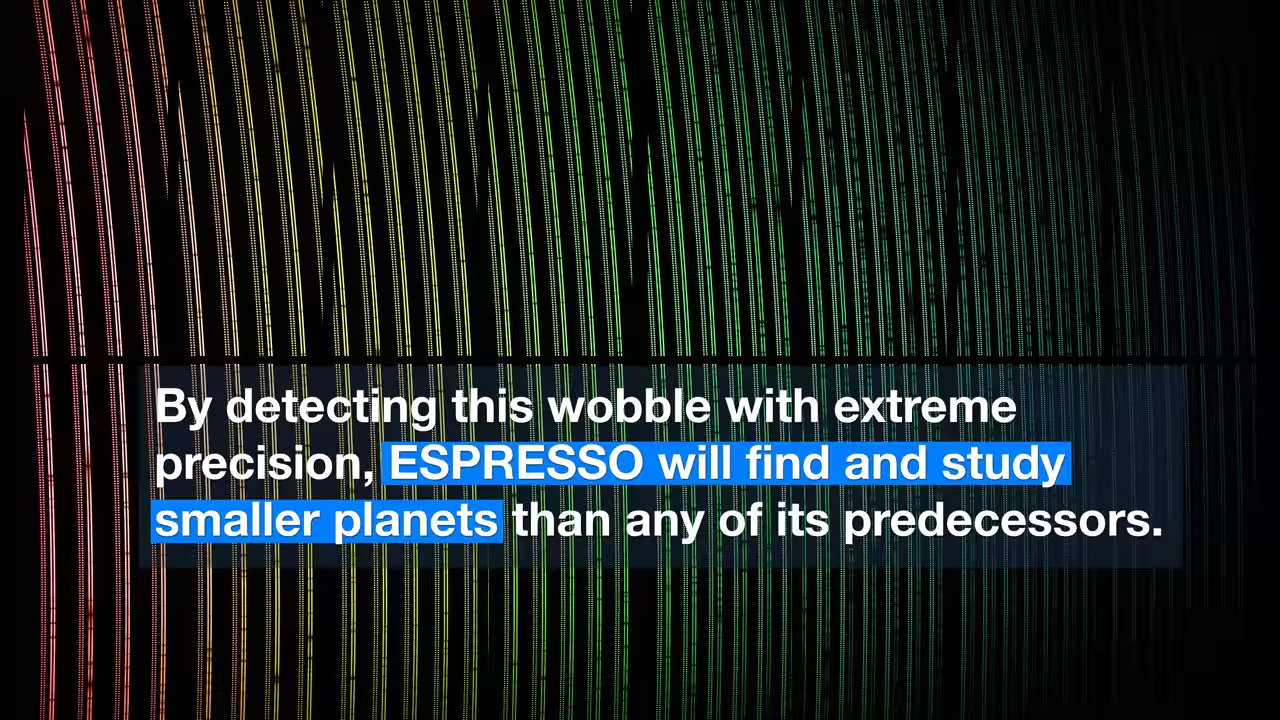 By detecting this wobble with extreme
precision, ESPRESSO will find and study
smaller planets than any of its predecessors.